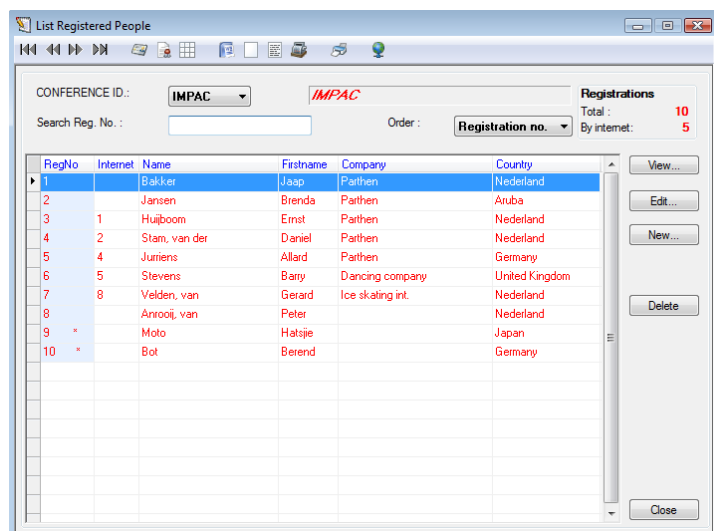 List Registered People
CONFERENCE ID.: IMPAC IMPAC Registrations
Total : 10
Search Reg. No. : Order : Registration no. By internet: 5
RegNo Internet Name Firstname Company Country View...
1 Bakker Jaap Parthen Nederland
2 Jansen Brenda Parthen Aruba Edit...
3 1 Huijboom Ernst Parthen Nederland
4 2 Stam, van der Daniel Parthen Nederland New...
5 4 Jurriens Allard Parthen Germany
6 5 Stevens Barry Dancing company United Kingdom
7 8 Velden, van Gerard Ice skating int. Nederland Delete
8 Anrooij, van Peter Nederland
9 * Moto Hatsjie Japan
10 * Bot Berend Germany
Close